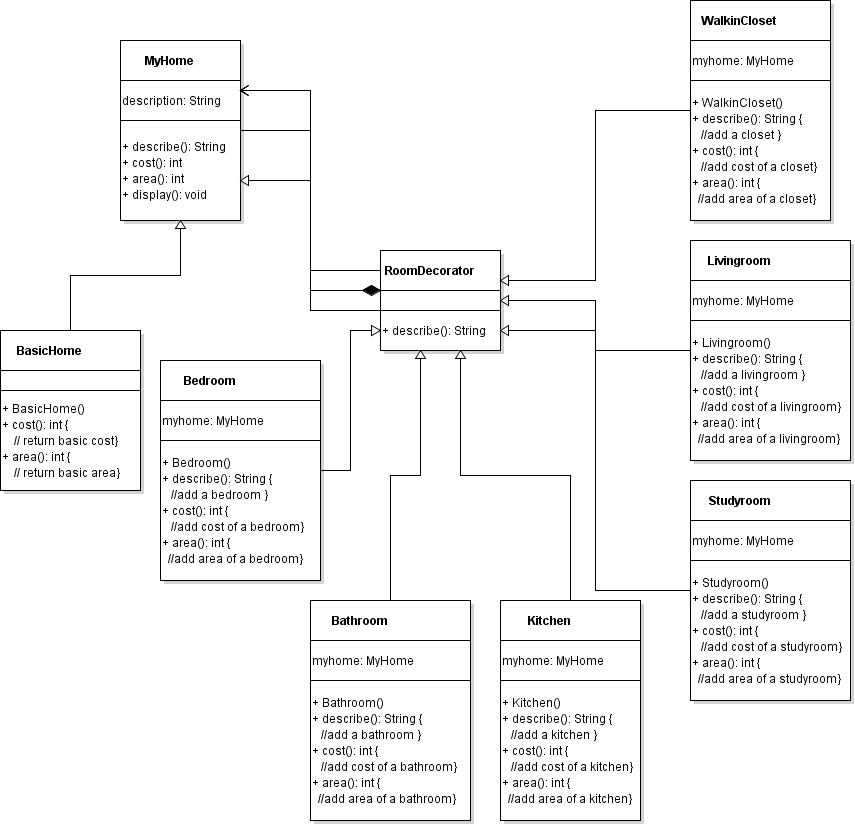 MyHome
description: String
+ describe(): String
+ cost(): int
+ area(): int
+ display(): void
WalkinCloset
myhome: MyHome
+ WalkinCloset()
+ describe(): String {
//add a closet }
+ cost(): int {
//add cost of a closet}
+ area(): int {
//add area of a closet}
RoomDecorator
+ describe(): String
Livingroom
myhome: MyHome
+ Livingroom()
+ describe(): String {
//add a livingroom }
+ cost(): int {
//add cost of a livingroom}
+ area(): int {
//add area of a livingroom}
BasicHome
+ BasicHome()
+ cost(): int {
// return basic cost}
+ area(): int {
// return basic area}
Bedroom
myhome: MyHome
+ Bedroom()
+ describe(): String {
//add a bedroom }
+ cost(): int {
//add cost of a bedroom}
+ area(): int {
//add area of a bedroom}
Studyroom
myhome: MyHome
+ Studyroom()
+ describe(): String {
//add a studyroom }
+ cost(): int {
//add cost of a studyroom}
+ area(): int {
//add area of a studyroom}
Bathroom
myhome: MyHome
+ Bathroom()
+ describe(): String {
//add a bathroom }
+ cost(): int {
//add cost of a bathroom}
+ area(): int {
//add area of a bathroom}
Kitchen
myhome: MyHome
+ Kitchen()
+ describe(): String {
//add a kitchen }
+ cost(): int {
//add cost of a kitchen}
+ area(): int {
//add area of a kitchen}